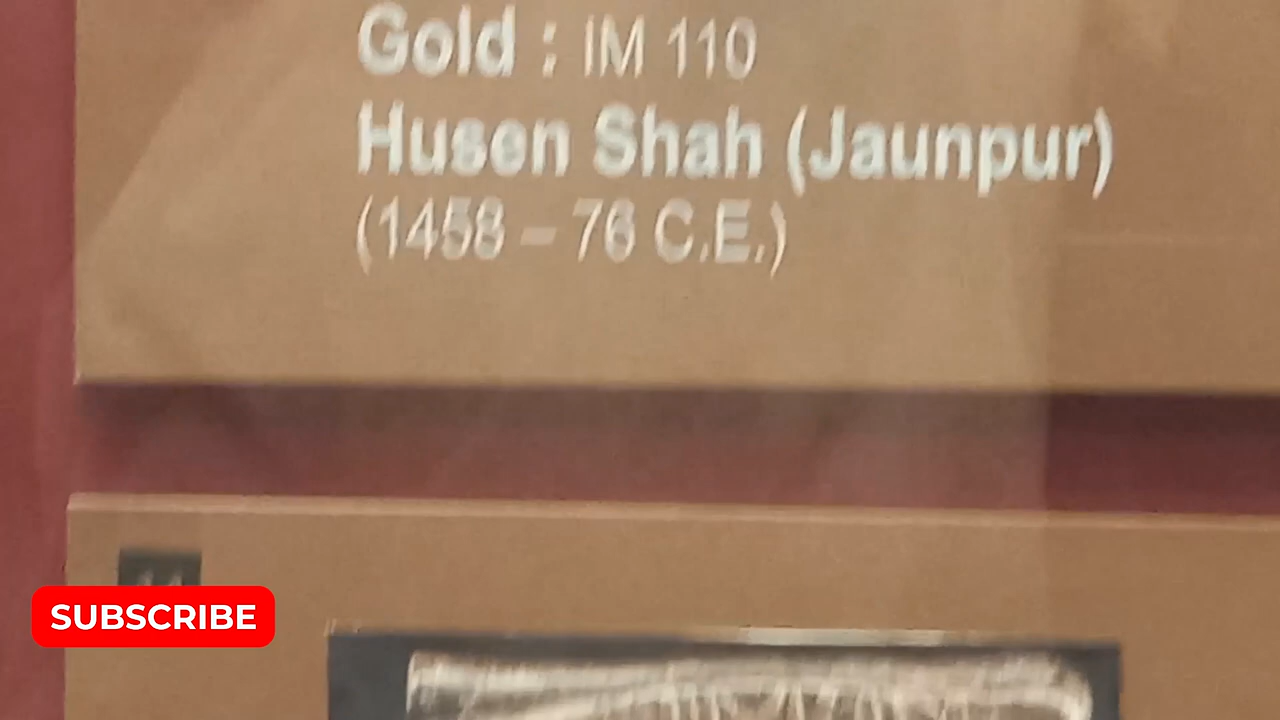 Gold : IM 110
Husen Shah (Jaunpur)
(1458 – 76 C.E.)
SUBSCRIBE